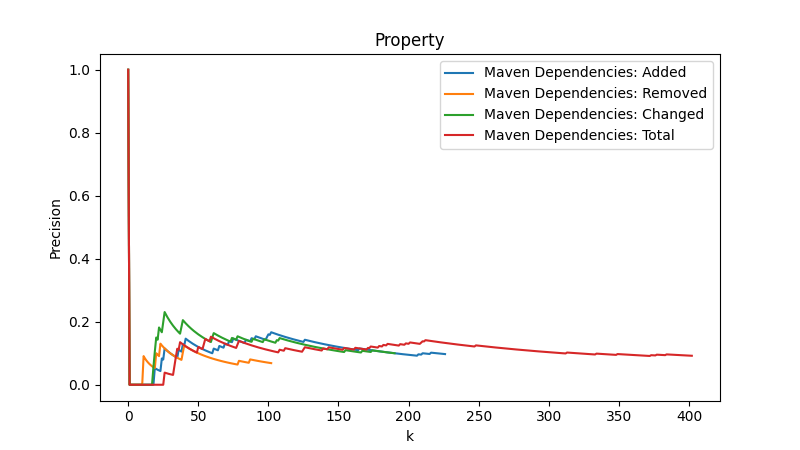 Property
1.0
0.8
0.6
0.4
0.2
0.0
Precision
Maven Dependencies: Added
Maven Dependencies: Removed
Maven Dependencies: Changed
Maven Dependencies: Total
0 50 100 150 200 250 300 350 400
k